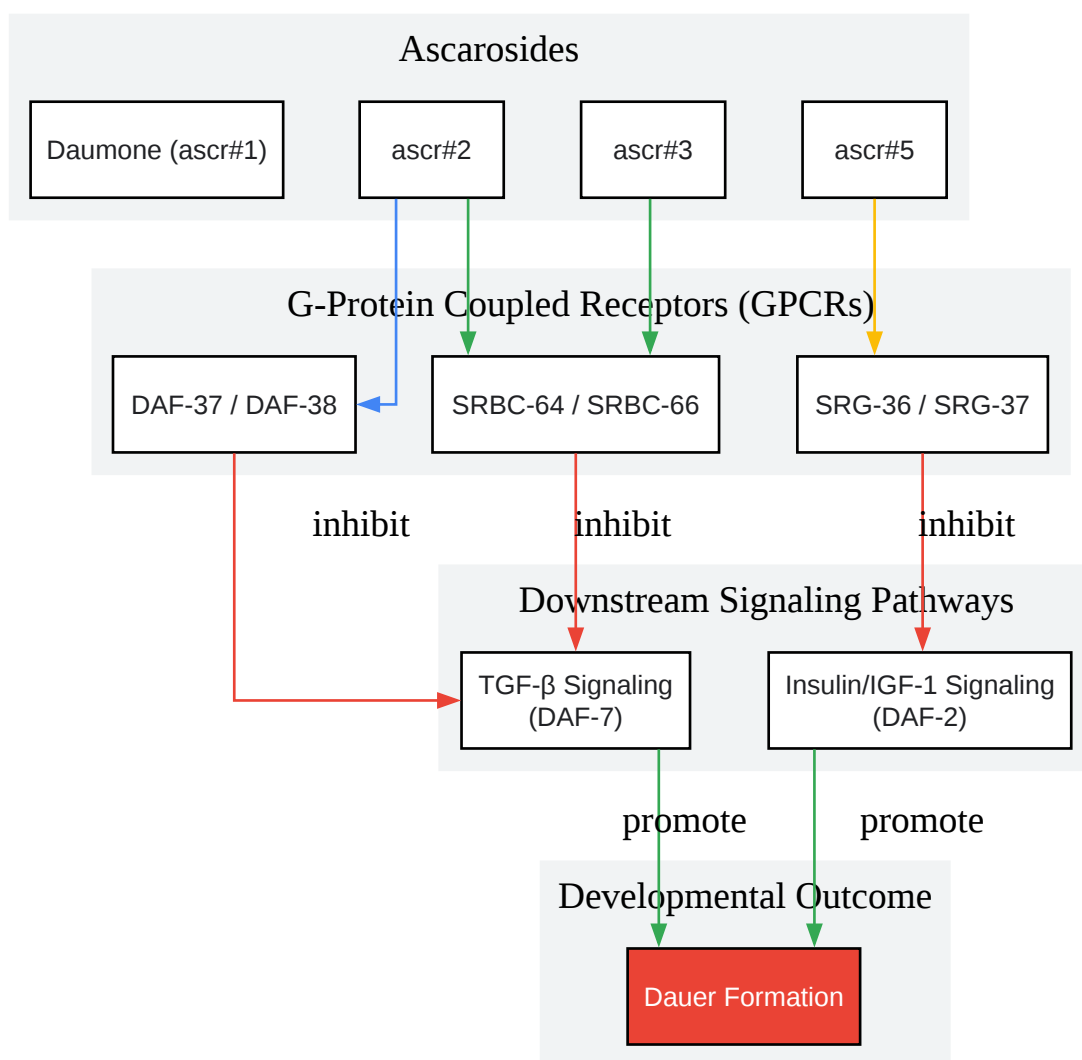 Ascarosides
Daumone (ascr#1)
ascr#2
ascr#3
ascr#5
G-Protein Coupled Receptors (GPCRs)
DAF-37 / DAF-38
SRBC-64 / SRBC-66
SRG-36 / SRG-37
inhibit
inhibit
inhibit
Downstream Signaling Pathways
TGF-β Signaling
(DAF-7)
Insulin/IGF-1 Signaling
(DAF-2)
promote
promote
Developmental Outcome
Dauer Formation